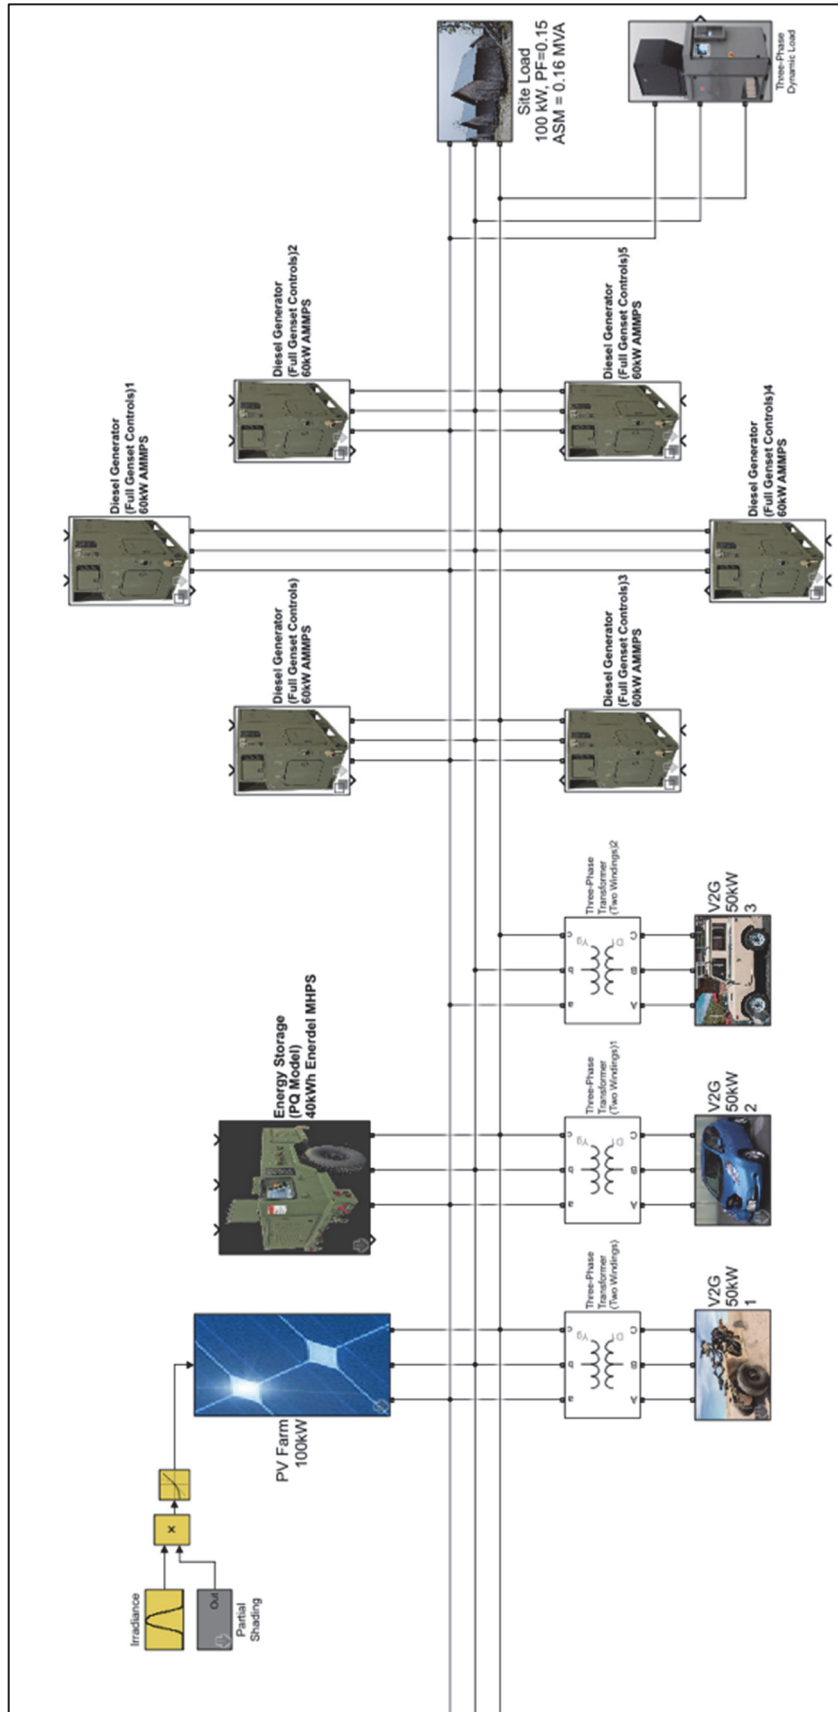 Irradiance
Out
Partial
Shading
×
PV Farm
100kW
Energy Storage
(PQ Model)
40kWh Enerdel MHPS
Diesel Generator
(Full Genset Controls)
60kW AMMPS
Diesel Generator
(Full Genset Controls)1
60kW AMMPS
Diesel Generator
(Full Genset Controls)2
60kW AMMPS
Site Load
100 kW, PF=0.15
ASM = 0.16 MVA
Three-Phase
Transformer
(Two Windings)
a b c
Yg
A B C
V2G
50kW
1
Three-Phase
Transformer
(Two Windings)1
a b c
Yg
A B C
V2G
50kW
2
Three-Phase
Transformer
(Two Windings)2
a b c
Yg
A B C
V2G
50kW
3
Diesel Generator
(Full Genset Controls)3
60kW AMMPS
Diesel Generator
(Full Genset Controls)4
60kW AMMPS
Diesel Generator
(Full Genset Controls)5
60kW AMMPS
Three-Phase
Dynamic Load